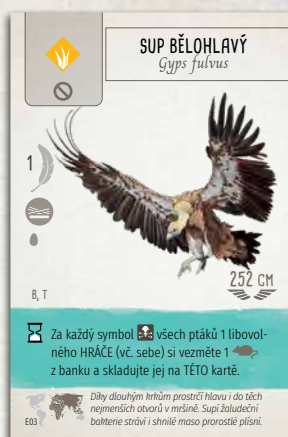 SUP BĚLOHLAVÝ
Gyps fulvus
1
B, T
252 CM
Za každý symbol všech ptáků 1 libovol-
ného HRÁČE (vč. sebe) si vezměte 1
z banku a skladujte jej na TÉTO kartě.
Díky dlouhým krkům prostrčí hlavu i do těch
nejmenších otvorů v mršině. Supí žaludeční
bakterie stráví i shnilé maso prorostlé plísní.
E03